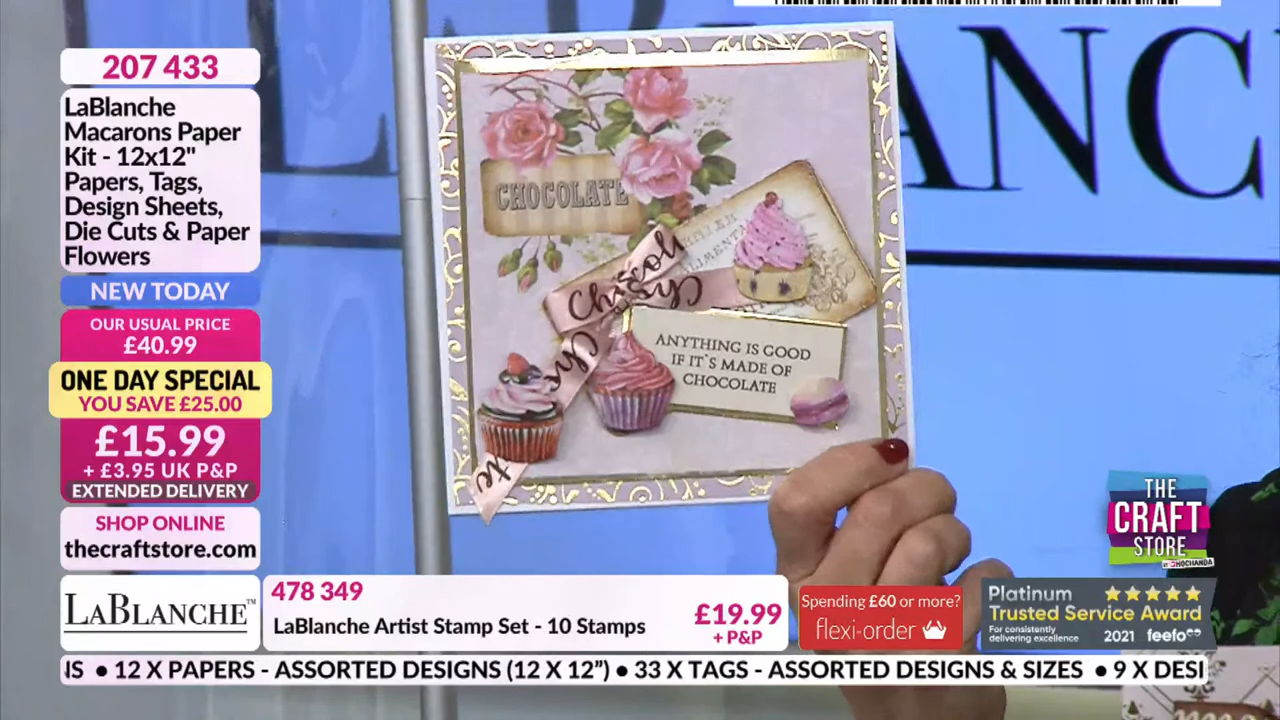 207 433
LaBlanche
Macarons Paper
Kit - 12x12"
Papers, Tags,
Design Sheets,
Die Cuts & Paper
Flowers
NEW TODAY
OUR USUAL PRICE
£40.99
ONE DAY SPECIAL
YOU SAVE £25.00
£15.99
+ £3.95 UK P&P
EXTENDED DELIVERY
SHOP ONLINE
thecraftstore.com
CHOCOLATE
ANYTHING IS GOOD
IF IT`S MADE OF
CHOCOLATE
ANC
THE
CRAFT
STORE
HOCHANDA
LABLANCHE™
478 349
LaBlanche Artist Stamp Set - 10 Stamps
£19.99
+ P&P
Spending £60 or more?
flexi-order
Platinum
Trusted Service Award
For consistently
delivering excellence
2021 feefo
NS • 12 X PAPERS - ASSORTED DESIGNS (12 X 12”) • 33 X TAGS - ASSORTED DESIGNS & SIZES • 9 X DESI